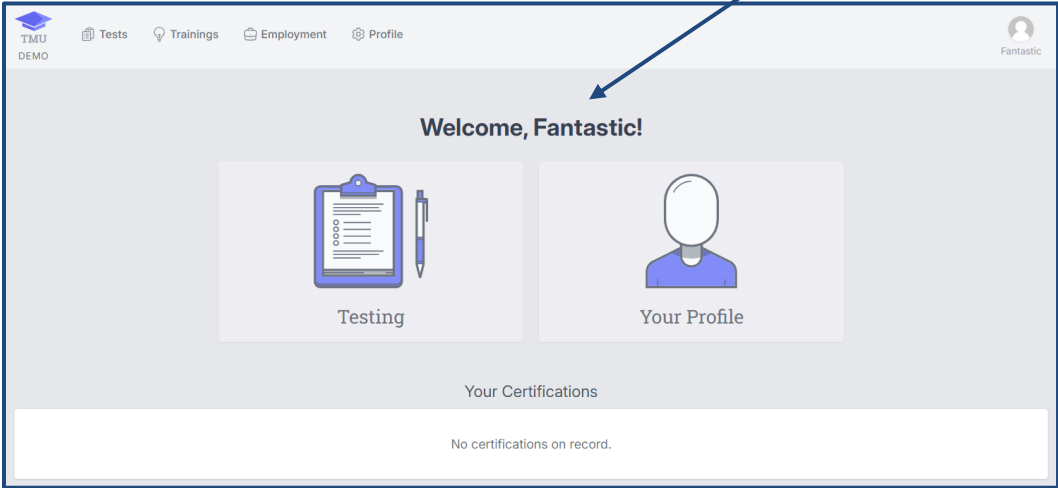 TMU
DEMO
Tests
Trainings
Employment
Profile
Fantastic
Welcome, Fantastic!
Testing
Your Profile
Your Certifications
No certifications on record.